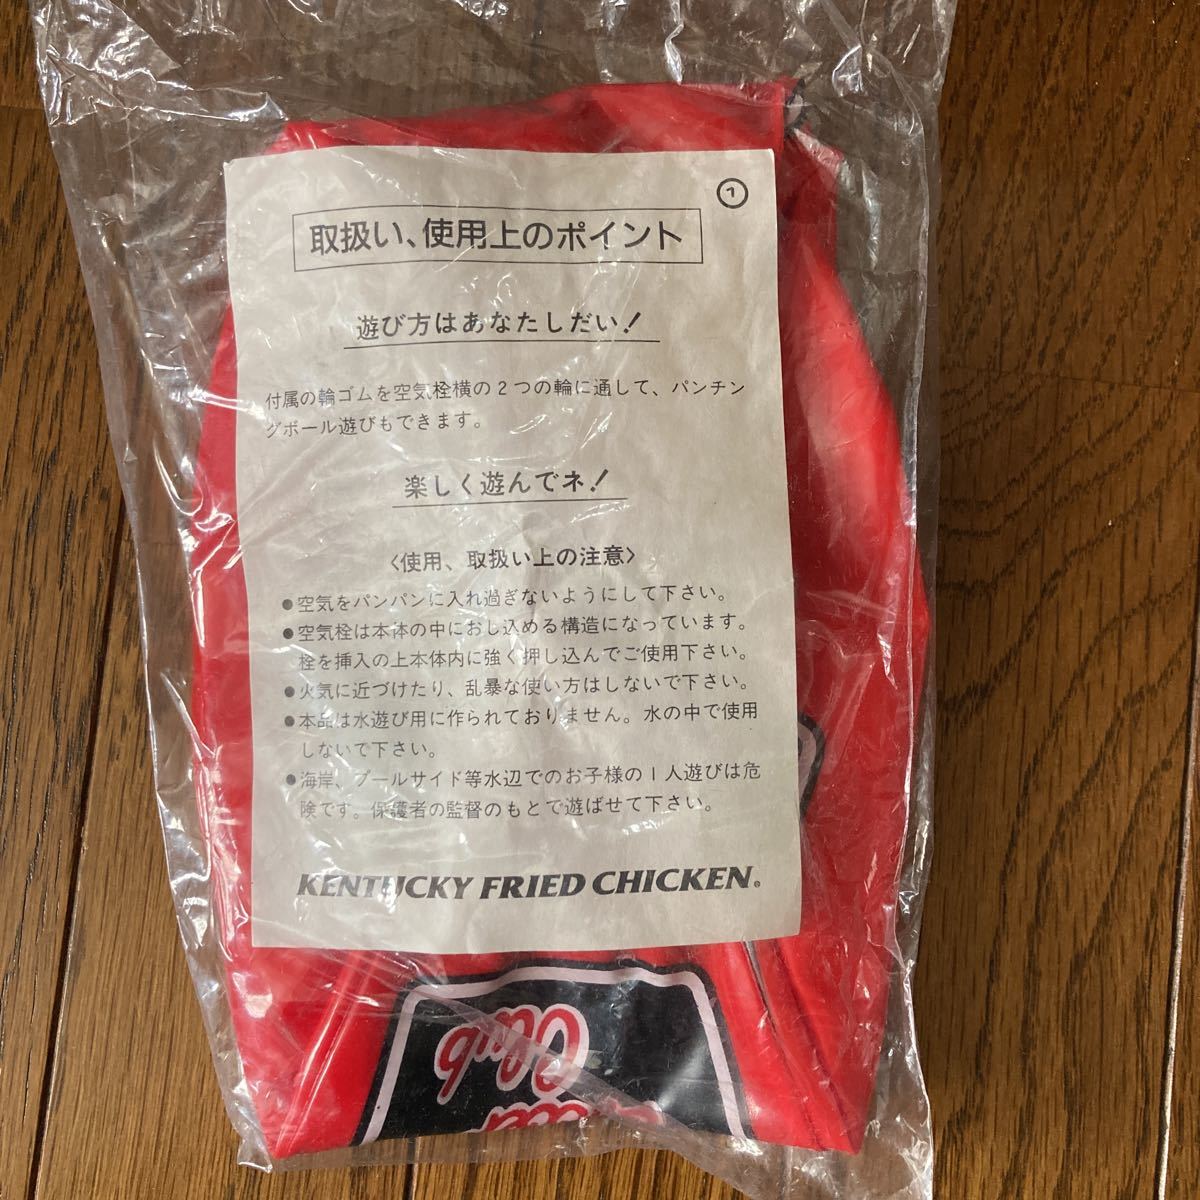 ①
取扱い、使用上のポイント
遊び方はあなたしだい!
付属の輪ゴムを空気栓横の2つの輪に通して、パンチン
グボール遊びもできます。
楽しく遊んでネ!
〈使用、取扱い上の注意〉
●空気をパンパンに入れ過ぎないようにして下さい。
●空気栓は本体の中におし込める構造になっています。
栓を挿入の上本体内に強く押し込んでご使用下さい。
●火気に近づけたり、乱暴な使い方はしないで下さい。
●本品は水遊び用に作られておりません。水の中で使用
しないで下さい。
●海岸、プールサイド等水辺でのお子様の1人遊びは危
険です。保護者の監督のもとで遊ばせて下さい。
KENTUCKY FRIED CHICKEN®
Club